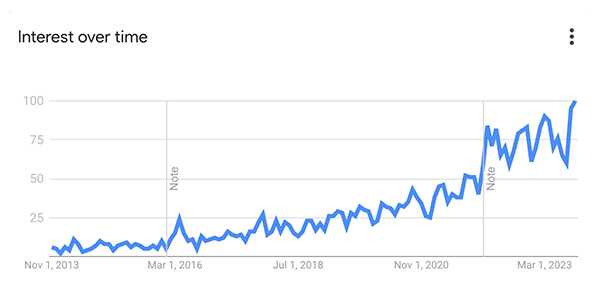 Interest over time
100
75
50
25
Note
Note
Nov 1, 2013 Mar 1, 2016 Jul 1, 2018 Nov 1, 2020 Mar 1, 2023